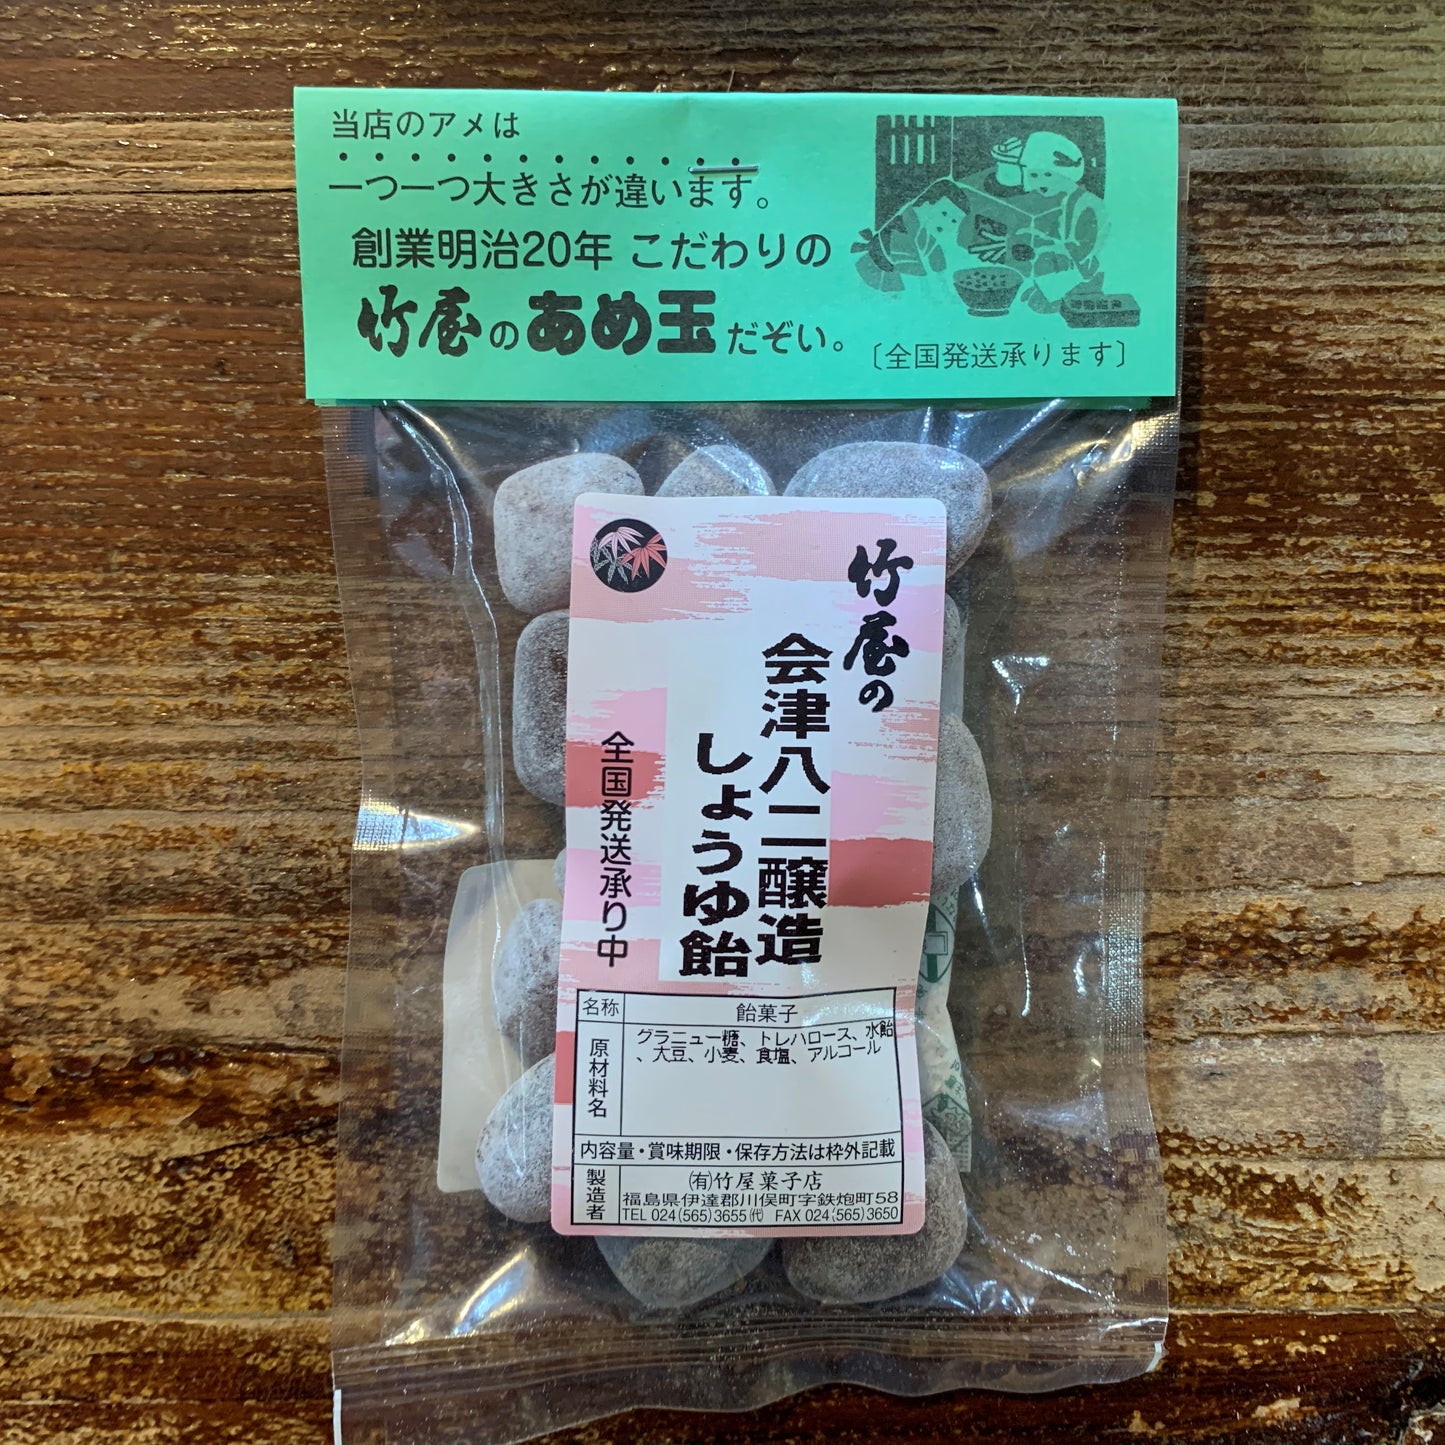 当店のアメは
一つ一つ大きさが違います。
創業明治20年 こだわりの
竹屋のあめ玉だぞい。
〔全国発送承ります〕
竹屋の
会津八二醸造
しょうゆ飴
全国発送承り中
名称 飴菓子
原材料名 グラニュー糖、トレハロース、水飴
、大豆、小麦、食塩、アルコール
内容量・賞味期限・保存方法は枠外記載
製造者 ㈲竹屋菓子店
福島県伊達郡川俣町字鉄炮町58
TEL 024(565)3655㈹ FAX 024(565)3650